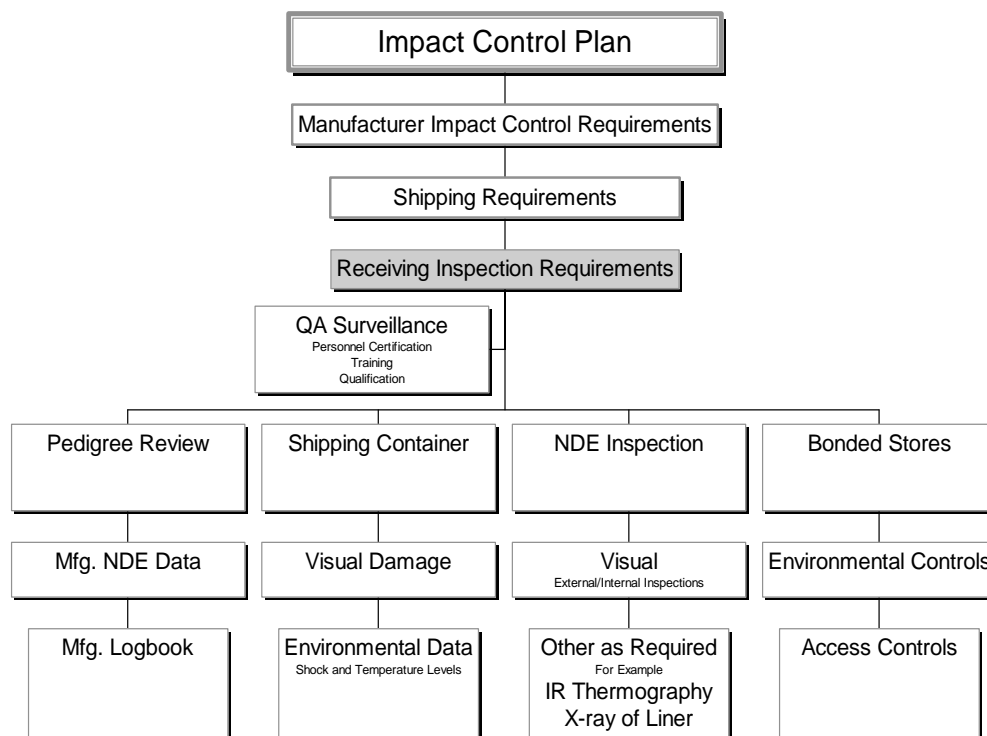 Impact Control Plan
Manufacturer Impact Control Requirements
Shipping Requirements
Receiving Inspection Requirements
QA Surveillance
Personnel Certification
Training
Qualification
Pedigree Review
Shipping Container
NDE Inspection
Bonded Stores
Mfg. NDE Data
Visual Damage
Visual
External/Internal Inspections
Environmental Controls
Mfg. Logbook
Environmental Data
Shock and Temperature Levels
Other as Required
For Example
IR Thermography
X-ray of Liner
Access Controls